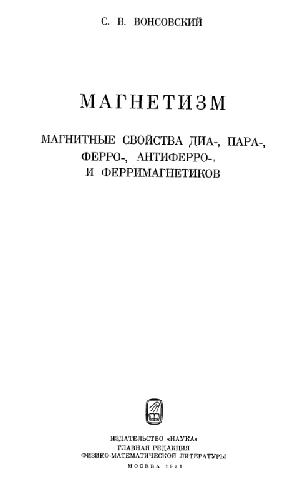 С. В. ВОНСОВСКИЙ
МАГНЕТИЗМ
МАГНИТНЫЕ СВОЙСТВА ДИА-, ПАРА-,
ФЕРРО-, АНТИФЕРРО-,
И ФЕРРИМАГНЕТИКОВ
ИЗДАТЕЛЬСТВО «НАУКА»
ГЛАВНАЯ РЕДАКЦИЯ
ФИЗИКО-МАТЕМАТИЧЕСКОЙ ЛИТЕРАТУРЫ
МОСКВА